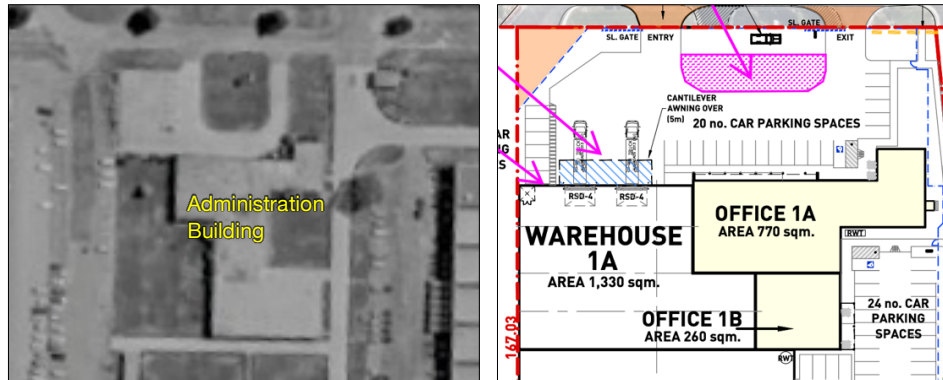 Administration
Building
SL. GATE
ENTRY
SL. GATE
EXIT
CANTILEVER
AWNING OVER
(5m)
20 no. CAR PARKING SPACES
RSD-4
RSD-4
OFFICE 1A
AREA 770 sqm.
WAREHOUSE
1A
AREA 1,330 sqm.
RWT
OFFICE 1B
AREA 260 sqm.
24 no. CAR
PARKING
SPACES
RWT
167.03